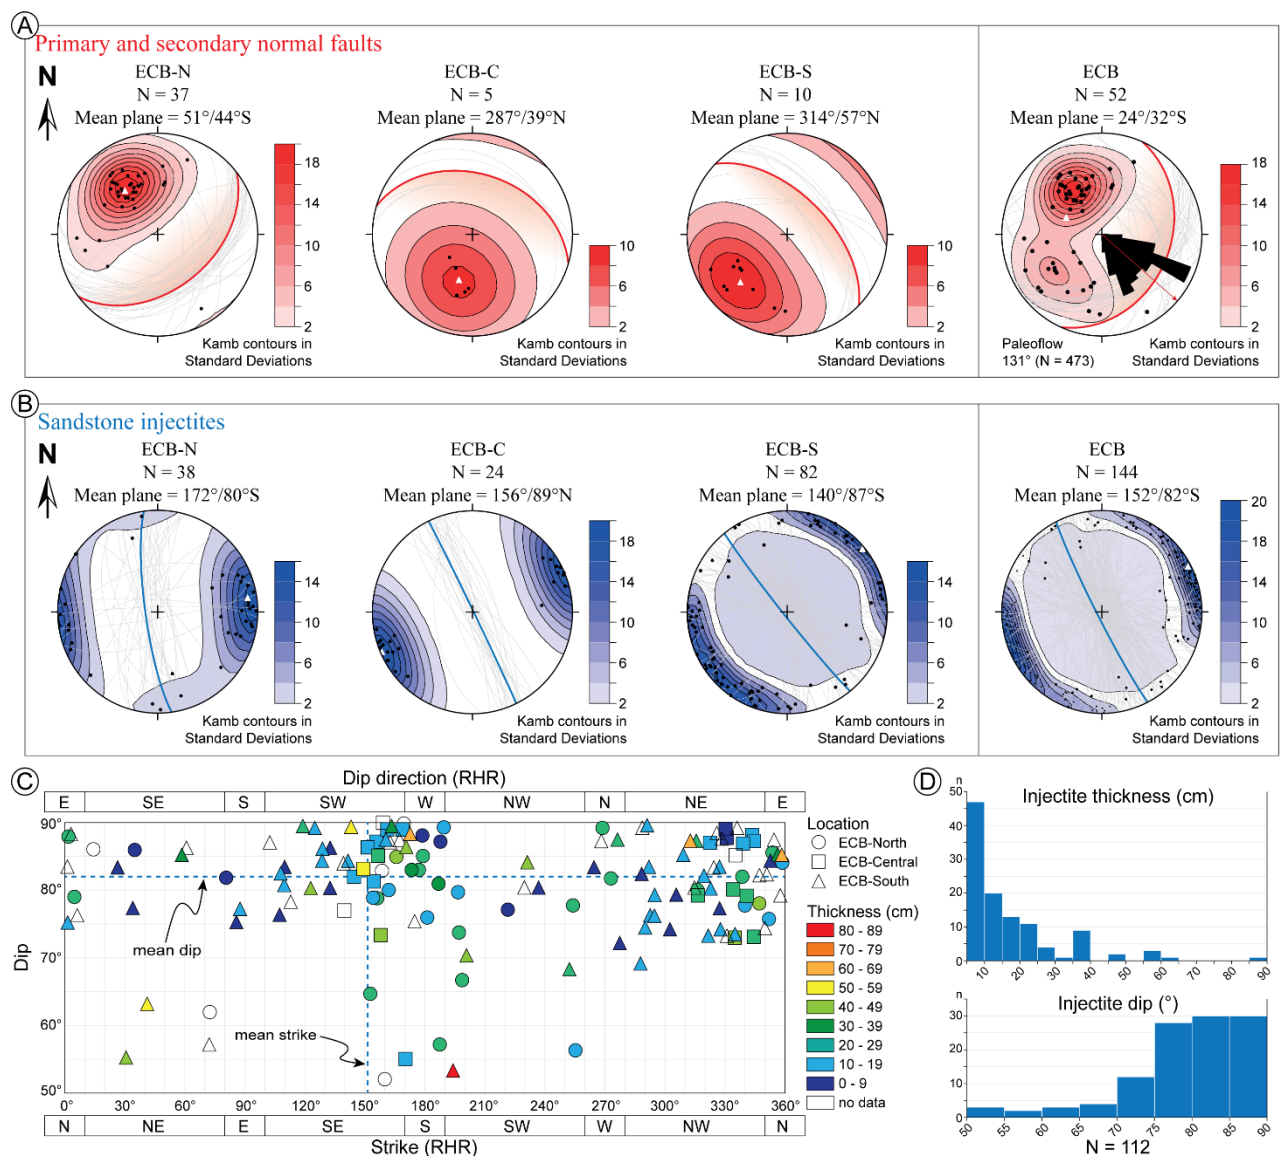 A
Primary and secondary normal faults
N
ECB-N
N = 37
Mean plane = 51°/44°S
18
14
10
6
2
Kamb contours in
Standard Deviations
ECB-C
N = 5
Mean plane = 287°/39°N
10
6
2
Kamb contours in
Standard Deviations
ECB-S
N = 10
Mean plane = 314°/57°N
10
6
2
Kamb contours in
Standard Deviations
ECB
N = 52
Mean plane = 24°/32°S
18
14
10
6
2
Paleoflow
131° (N = 473)
Kamb contours in
Standard Deviations
B
Sandstone injectites
N
ECB-N
N = 38
Mean plane = 172°/80°S
14
10
6
2
Kamb contours in
Standard Deviations
ECB-C
N = 24
Mean plane = 156°/89°N
18
14
10
6
2
Kamb contours in
Standard Deviations
ECB-S
N = 82
Mean plane = 140°/87°S
14
10
6
2
Kamb contours in
Standard Deviations
ECB
N = 144
Mean plane = 152°/82°S
20
18
14
10
6
2
Kamb contours in
Standard Deviations
C
Dip direction (RHR)
E SE S SW W NW N NE E
90°
80°
70°
60°
50°
Dip
mean dip
mean strike
0° 30° 60° 90° 120° 150° 180° 210° 240° 270° 300° 330° 360°
N NE E SE S SW W NW N
Strike (RHR)
Location
ECB-North
ECB-Central
ECB-South
Thickness (cm)
80 - 89
70 - 79
60 - 69
50 - 59
40 - 49
30 - 39
20 - 29
10 - 19
0 - 9
no data
D
n
Injectite thickness (cm)
50
40
30
20
10
0
10 20 30 40 50 60 70 80 90
n
Injectite dip (°)
30
20
10
0
50 55 60 65 70 75 80 85 90
N = 112